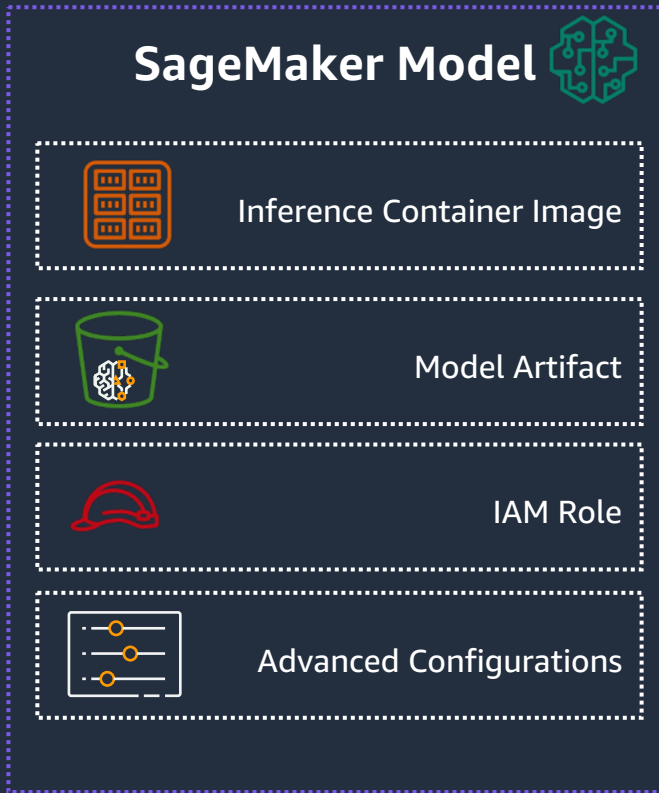 SageMaker Model
Inference Container Image
Model Artifact
IAM Role
Advanced Configurations